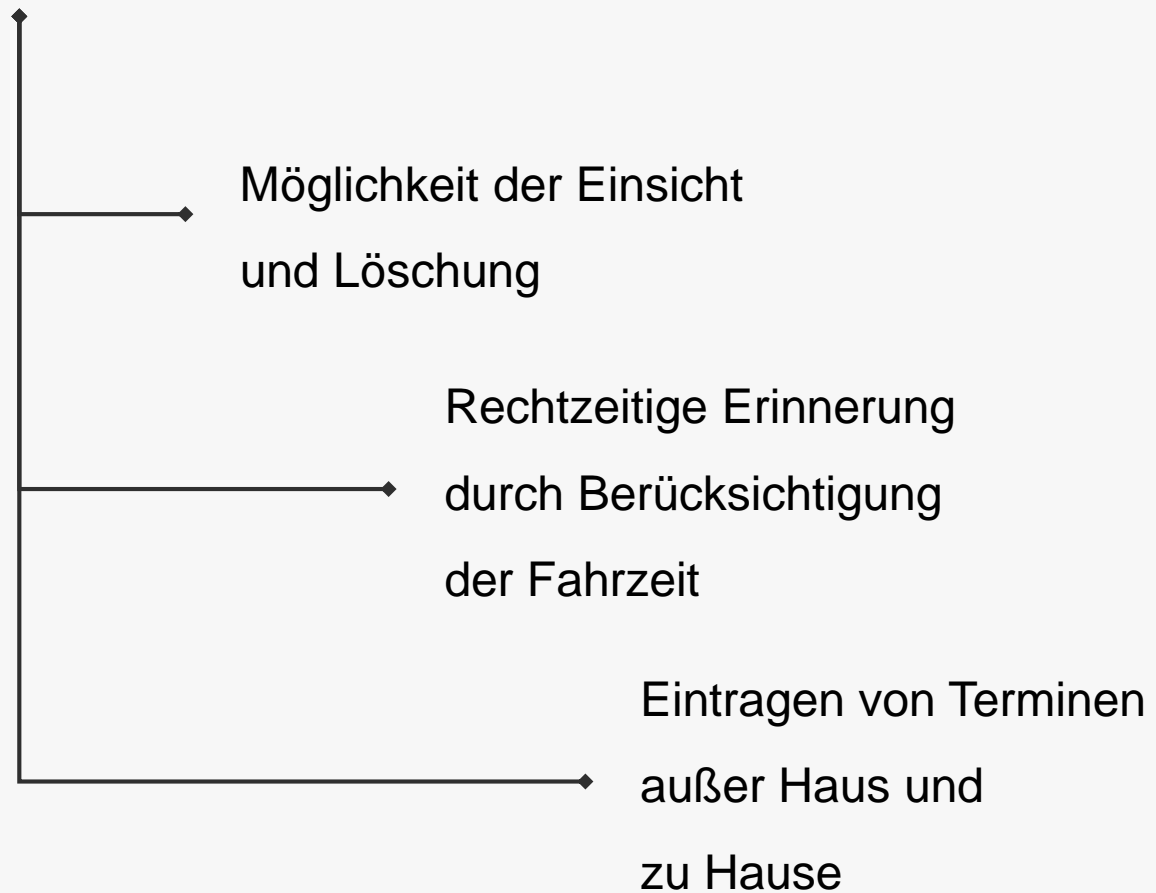 Möglichkeit der Einsicht
und Löschung
Rechtzeitige Erinnerung
durch Berücksichtigung
der Fahrzeit
Eintragen von Terminen
außer Haus und
zu Hause